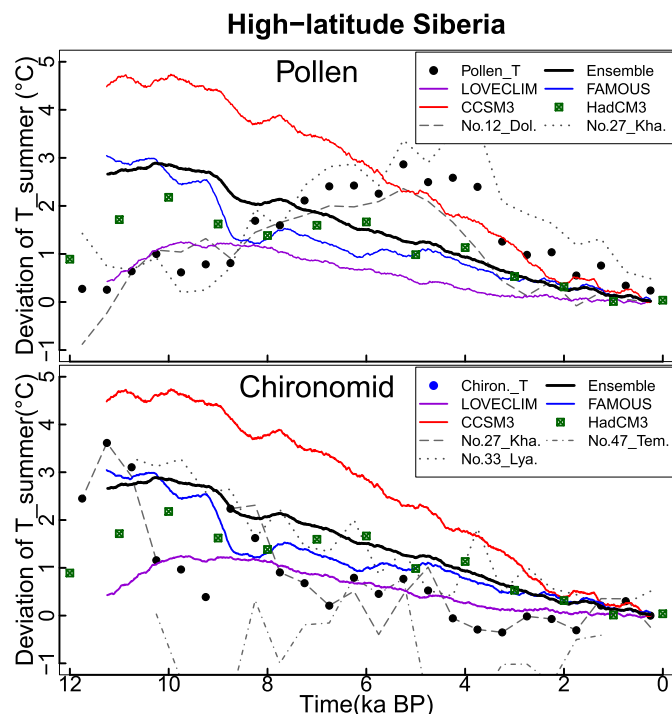 High−latitude Siberia
Pollen
Pollen_T Ensemble
LOVECLIM FAMOUS
CCSM3 HadCM3
No.12_Dol. No.27_Kha.
Deviation of T_summer (°C)
5
4
3
2
1
0
−1
Chironomid
Chiron._T Ensemble
LOVECLIM FAMOUS
CCSM3 HadCM3
No.27_Kha. No.47_Tem.
No.33_Lya.
Deviation of T_summer(°C)
5
4
3
2
1
0
−1
12 10 8 6 4 2 0
Time(ka BP)